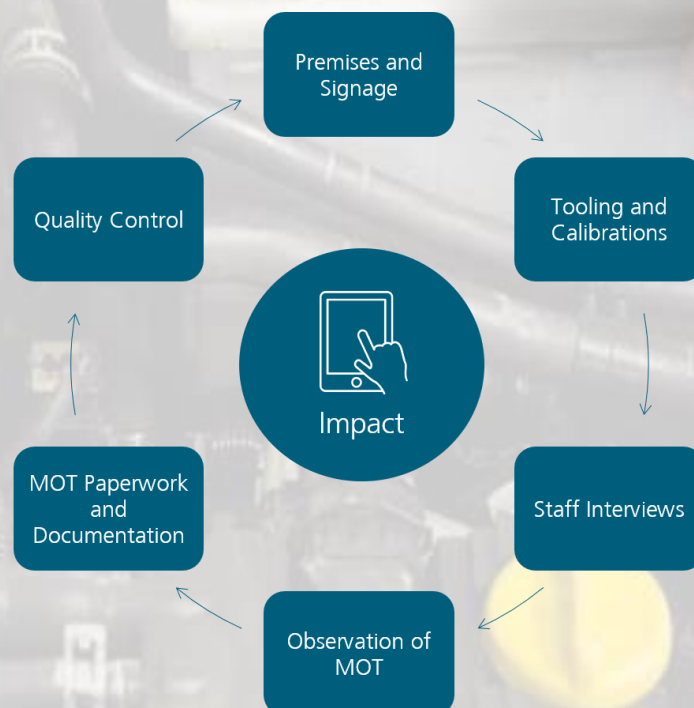 Premises and
Signage
Tooling and
Calibrations
Staff Interviews
Observation of
MOT
MOT Paperwork
and
Documentation
Quality Control
Impact